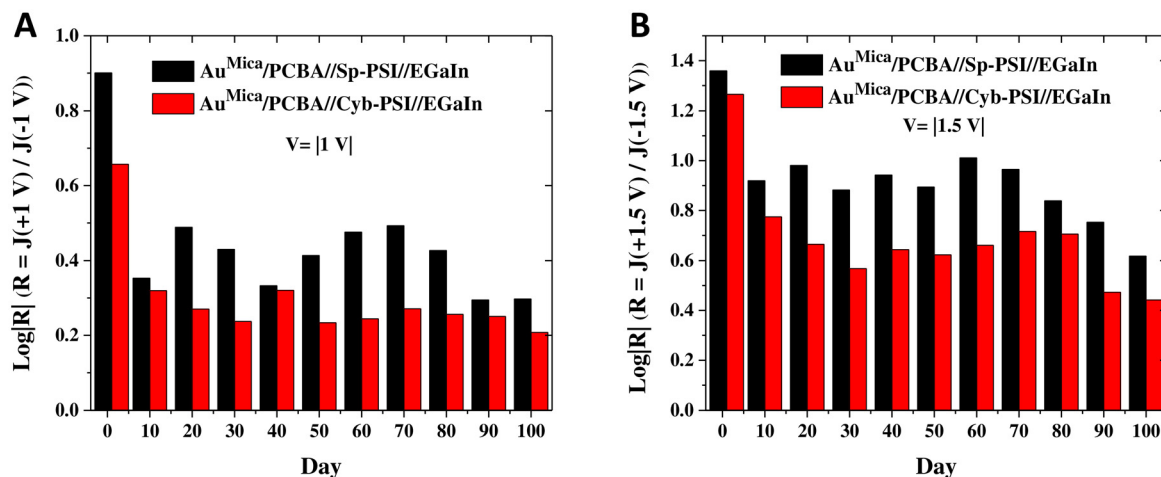 A
Log|R| (R = J(+1 V) / J(-1 V))
1.0
0.8
0.6
0.4
0.2
0.0
Au^Mica/PCBA//Sp-PSI//EGaIn
Au^Mica/PCBA//Cyb-PSI//EGaIn
V= |1 V|
0 10 20 30 40 50 60 70 80 90 100
Day
B
Log|R| (R = J(+1.5 V) / J(-1.5 V))
1.4
1.2
1.0
0.8
0.6
0.4
0.2
0.0
Au^Mica/PCBA//Sp-PSI//EGaIn
Au^Mica/PCBA//Cyb-PSI//EGaIn
V= |1.5 V|
0 10 20 30 40 50 60 70 80 90 100
Day